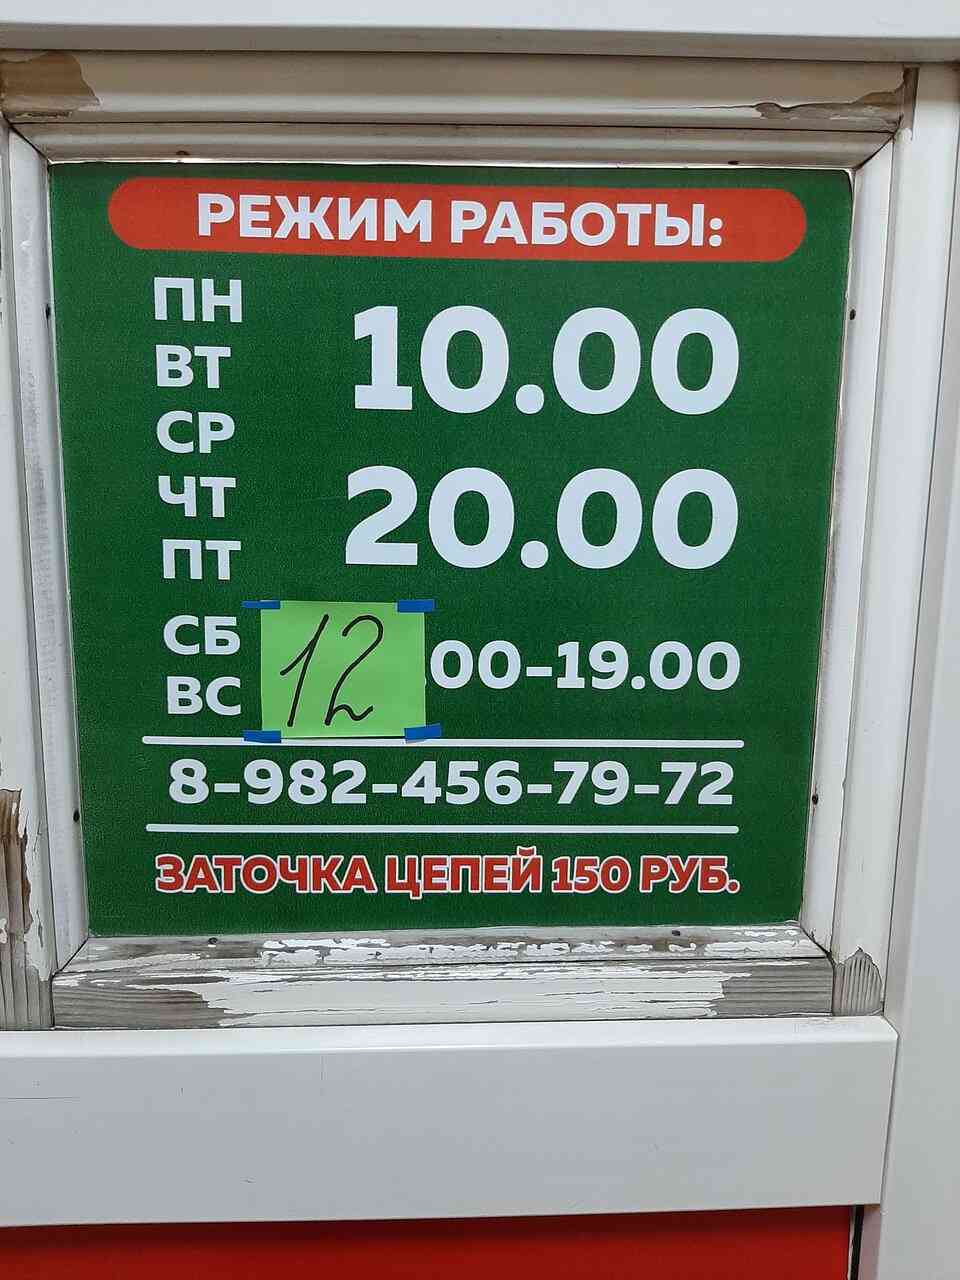 РЕЖИМ РАБОТЫ:
ПН
ВТ
СР
ЧТ
ПТ
10.00
20.00
СБ
ВС
12.00-19.00
8-982-456-79-72
ЗАТОЧКА ЦЕПЕЙ 150 РУБ.